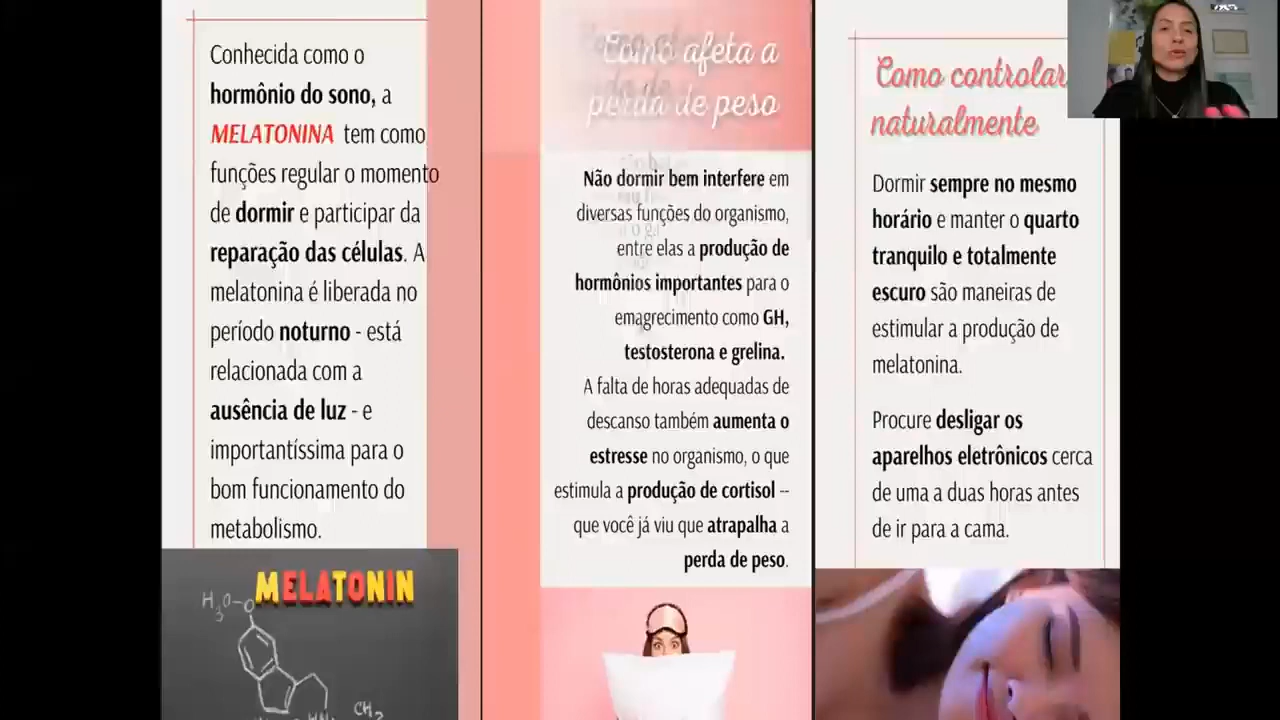 Conhecida como o
hormônio do sono, a
MELATONINA tem como
funções regular o momento
de dormir e participar da
reparação das células. A
melatonina é liberada no
período noturno - está
relacionada com a
ausência de luz - e
importantíssima para o
bom funcionamento do
metabolismo.
MELATONIN
H3O-O
CH3
Como afeta a
perda de peso
Não dormir bem interfere em
diversas funções do organismo,
entre elas a produção de
hormônios importantes para o
emagrecimento como GH,
testosterona e grelina.
A falta de horas adequadas de
descanso também aumenta o
estresse no organismo, o que
estimula a produção de cortisol --
que você já viu que atrapalha a
perda de peso.
Como controlar
naturalmente
Dormir sempre no mesmo
horário e manter o quarto
tranquilo e totalmente
escuro são maneiras de
estimular a produção de
melatonina.
Procure desligar os
aparelhos eletrônicos cerca
de uma a duas horas antes
de ir para a cama.